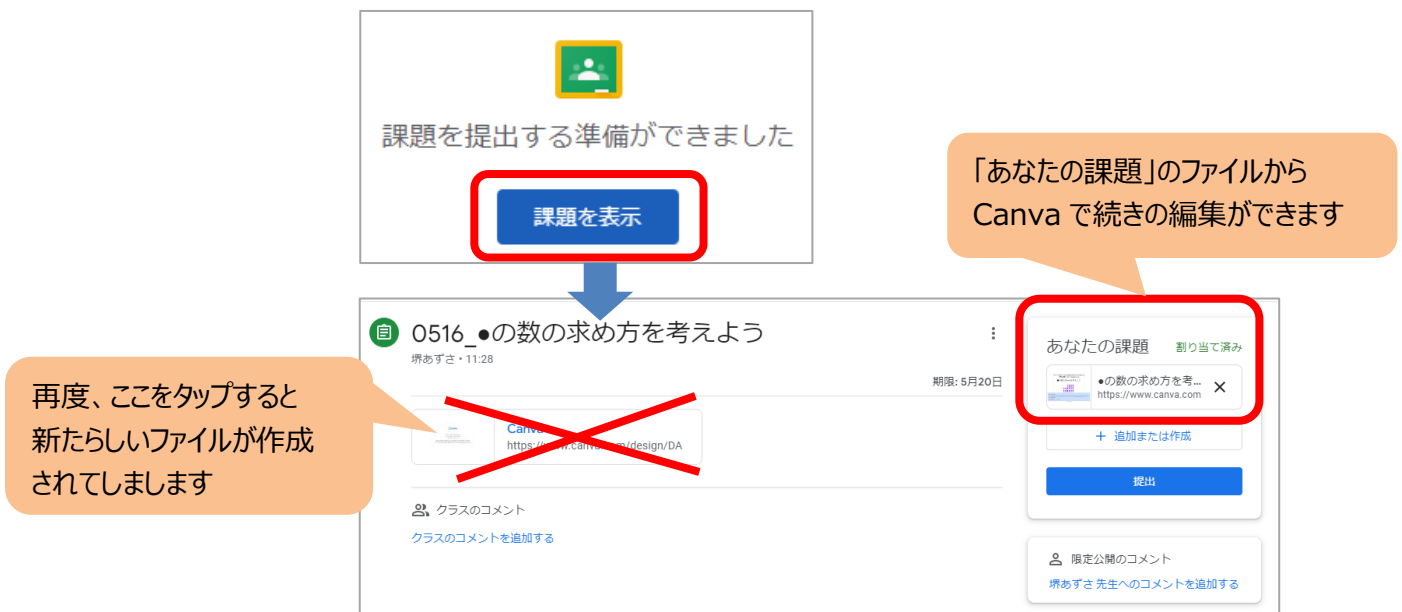 課題を提出する準備ができました
課題を表示
「あなたの課題」のファイルから
Canva で続きの編集ができます
0516_●の数の求め方を考えよう
堺あずさ・11:28
期限: 5月20日
再度、ここをタップすると
新たらしいファイルが作成
されてしまします
Canva
https://www.canva.com/design/DA
クラスのコメント
クラスのコメントを追加する
あなたの課題 割り当て済み
●の数の求め方を考...
https://www.canva.com
+ 追加または作成
提出
限定公開のコメント
堺あずさ 先生へのコメントを追加する